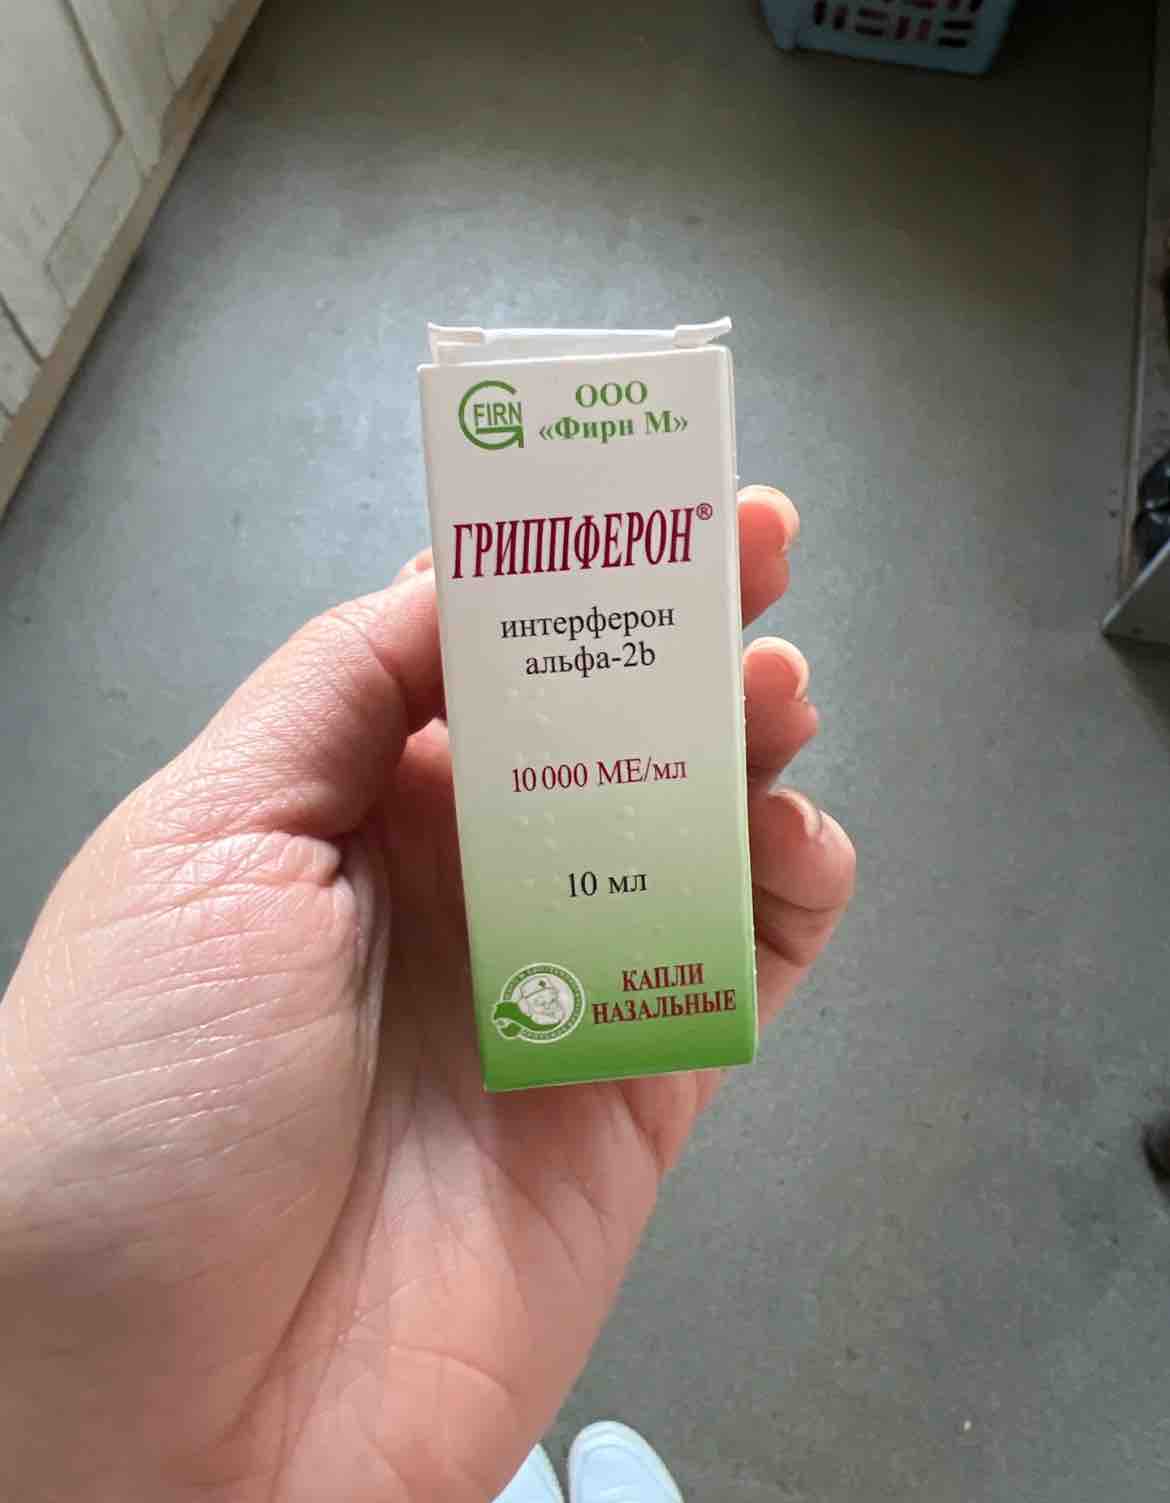 FIRN
ООО
«Фирн М»
ГРИППФЕРОН®
интерферон
альфа-2b
10 000 МЕ/мл
10 мл
КАПЛИ
НАЗАЛЬНЫЕ